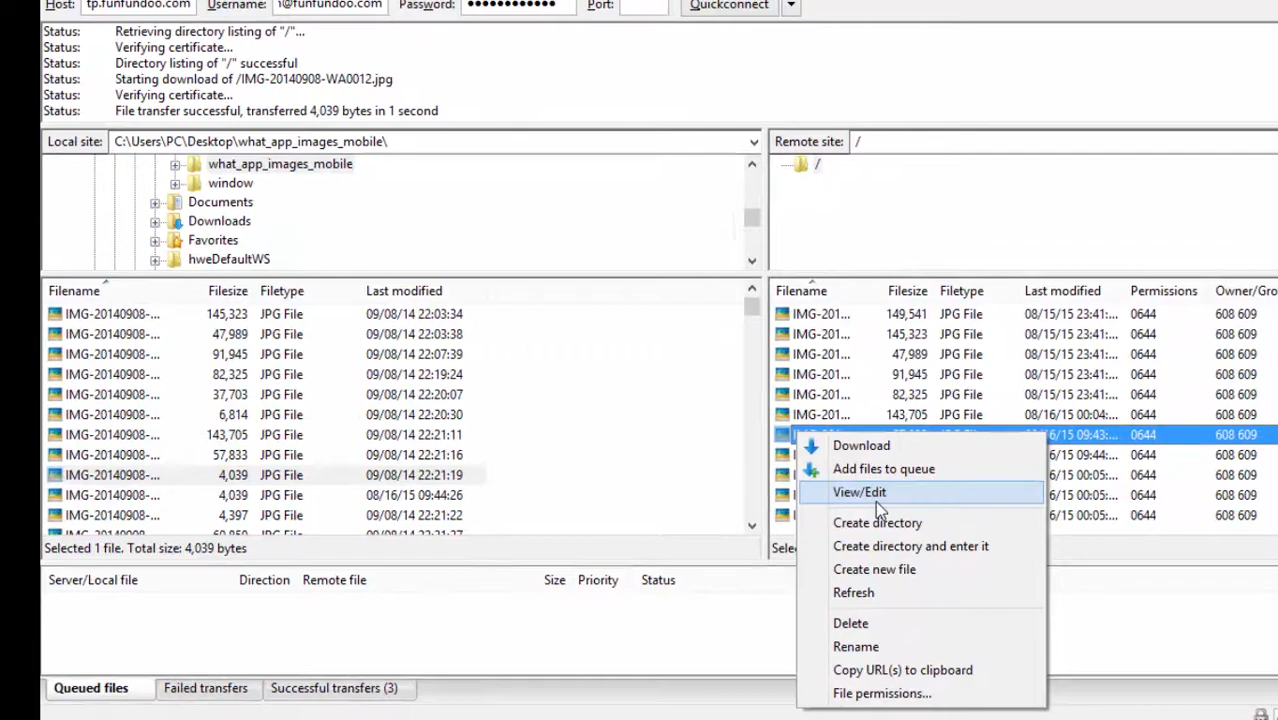 Host: tp.funfundoo.com Username: i@funfundoo.com Password: ●●●●●●●●●●●● Port: Quickconnect
Status: Retrieving directory listing of "/"...
Status: Verifying certificate...
Status: Directory listing of "/" successful
Status: Starting download of /IMG-20140908-WA0012.jpg
Status: Verifying certificate...
Status: File transfer successful, transferred 4,039 bytes in 1 second
Local site: C:\Users\PC\Desktop\what_app_images_mobile\
what_app_images_mobile
window
Documents
Downloads
Favorites
hweDefaultWS
Filename Filesize Filetype Last modified
IMG-20140908-... 145,323 JPG File 09/08/14 22:03:34
IMG-20140908-... 47,989 JPG File 09/08/14 22:03:38
IMG-20140908-... 91,945 JPG File 09/08/14 22:07:39
IMG-20140908-... 82,325 JPG File 09/08/14 22:19:24
IMG-20140908-... 37,703 JPG File 09/08/14 22:20:07
IMG-20140908-... 6,814 JPG File 09/08/14 22:20:30
IMG-20140908-... 143,705 JPG File 09/08/14 22:21:11
IMG-20140908-... 57,833 JPG File 09/08/14 22:21:16
IMG-20140908-... 4,039 JPG File 09/08/14 22:21:19
IMG-20140908-... 4,039 JPG File 08/16/15 09:44:26
IMG-20140908-... 4,397 JPG File 09/08/14 22:21:22
Selected 1 file. Total size: 4,039 bytes
Remote site: /
/
Filename Filesize Filetype Last modified Permissions Owner/Gro
IMG-201... 149,541 JPG File 08/15/15 23:41:... 0644 608 609
IMG-201... 145,323 JPG File 08/15/15 23:41:... 0644 608 609
IMG-201... 47,989 JPG File 08/15/15 23:41:... 0644 608 609
IMG-201... 91,945 JPG File 08/15/15 23:41:... 0644 608 609
IMG-201... 82,325 JPG File 08/15/15 23:41:... 0644 608 609
IMG-201... 143,705 JPG File 08/16/15 00:04:... 0644 608 609
08/16/15 09:43:... 0644 608 609
08/16/15 09:44:... 0644 608 609
08/16/15 00:05:... 0644 608 609
08/16/15 00:05:... 0644 608 609
08/16/15 00:05:... 0644 608 609
Selec
Download
Add files to queue
View/Edit
Create directory
Create directory and enter it
Create new file
Refresh
Delete
Rename
Copy URL(s) to clipboard
File permissions...
Server/Local file Direction Remote file Size Priority Status
Queued files Failed transfers Successful transfers (3)